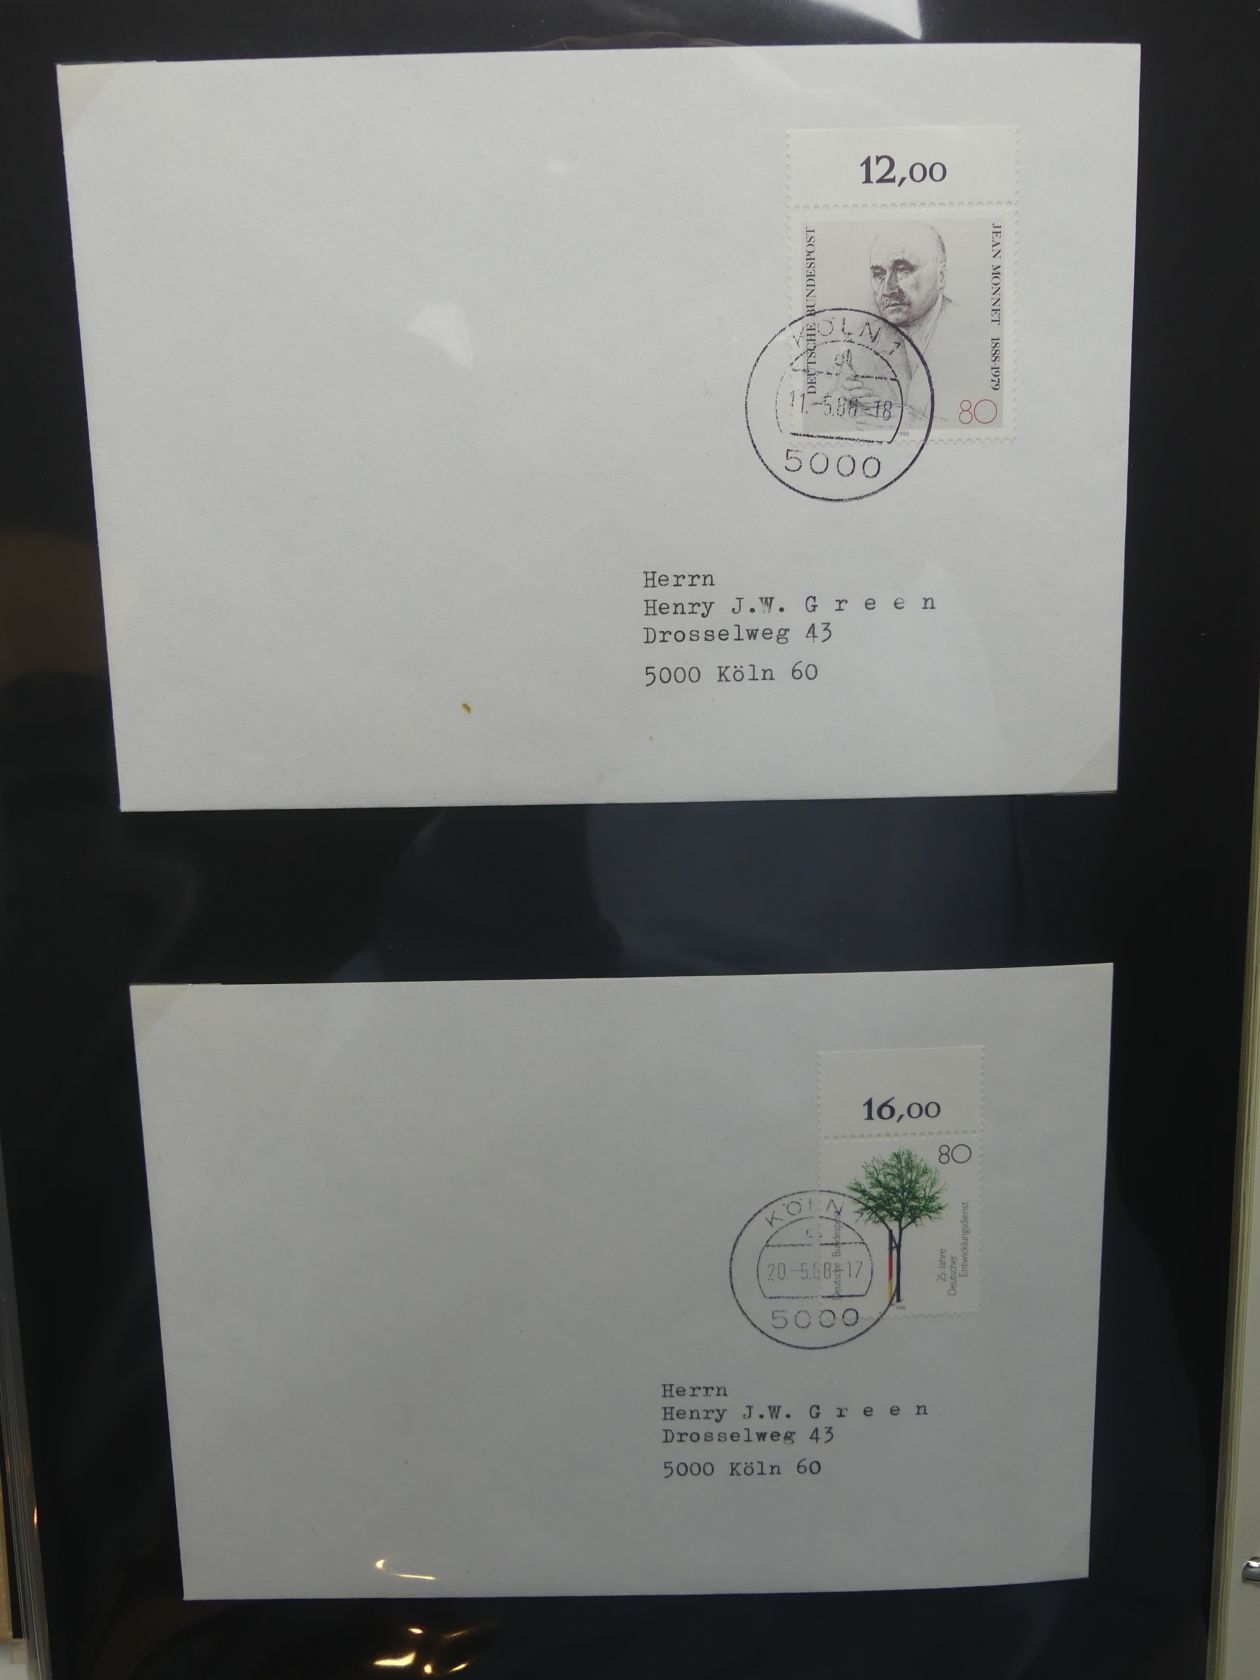 12,00
DEUTSCHE BUNDESPOST
JEAN MONNET 1888-1979
80
KÖLN 1
11.-5.88-18
5000
Herrn
Henry J.W. G r e e n
Drosselweg 43
5000 Köln 60
16,00
80
Deutsche Bundespost
25 Jahre
Deutscher
Entwicklungsdienst
KÖLN 1
20.-5.88-17
5000
Herrn
Henry J.W. G r e e n
Drosselweg 43
5000 Köln 60